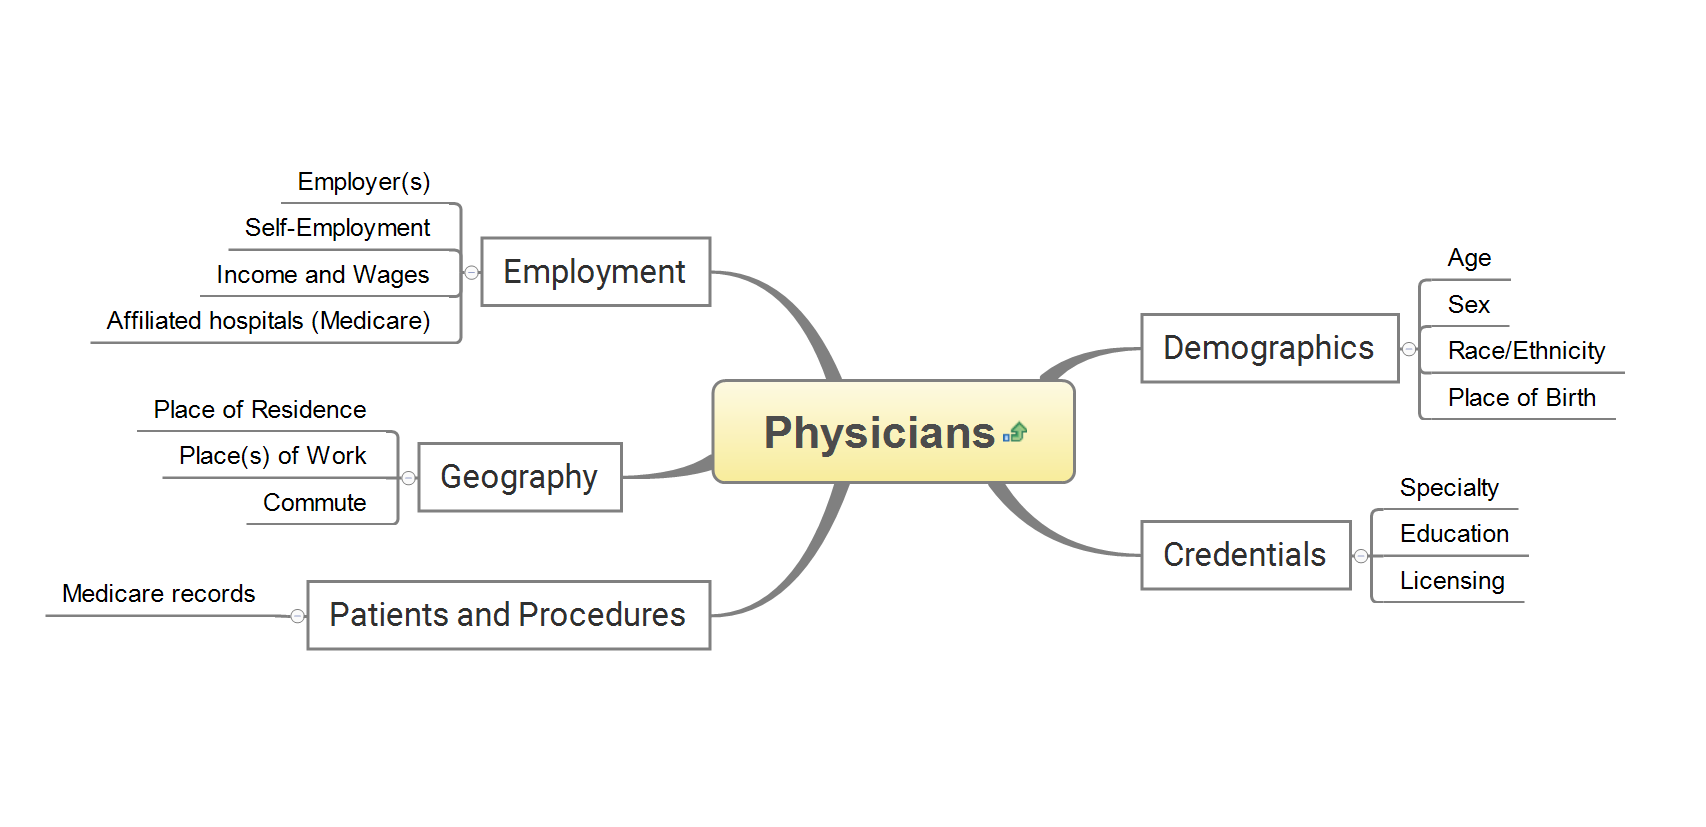 Physicians
Employment
Employer(s)
Self-Employment
Income and Wages
Affiliated hospitals (Medicare)
Geography
Place of Residence
Place(s) of Work
Commute
Patients and Procedures
Medicare records
Demographics
Age
Sex
Race/Ethnicity
Place of Birth
Credentials
Specialty
Education
Licensing